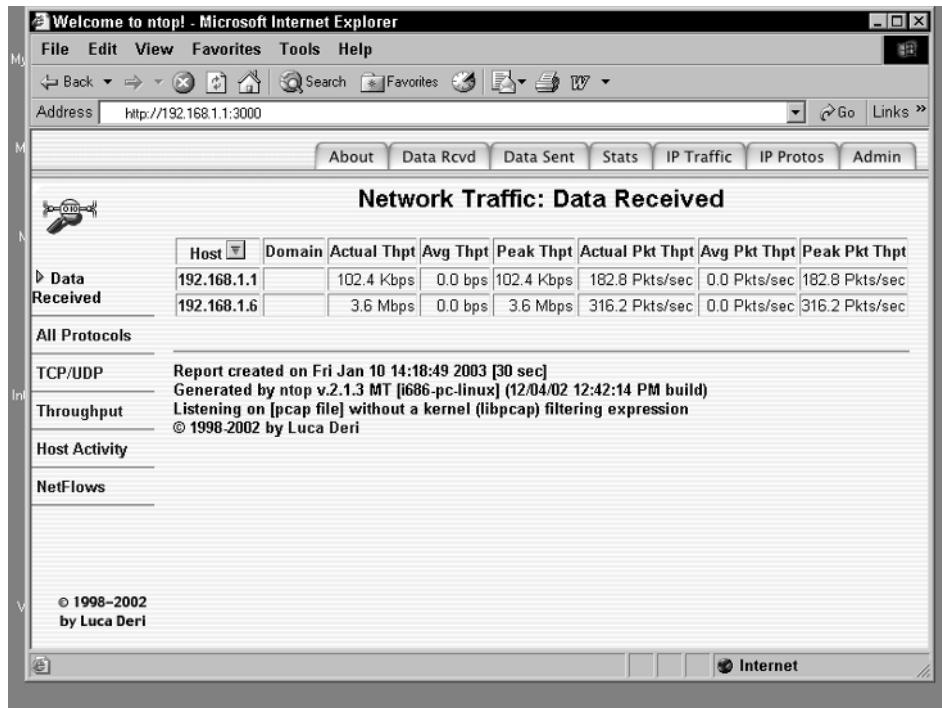 Welcome to ntop! - Microsoft Internet Explorer
File Edit View Favorites Tools Help
Back Search Favorites
Address http://192.168.1.1:3000 Go Links »
About Data Rcvd Data Sent Stats IP Traffic IP Protos Admin
Network Traffic: Data Received
Host Domain Actual Thpt Avg Thpt Peak Thpt Actual Pkt Thpt Avg Pkt Thpt Peak Pkt Thpt
192.168.1.1 102.4 Kbps 0.0 bps 102.4 Kbps 182.8 Pkts/sec 0.0 Pkts/sec 182.8 Pkts/sec
192.168.1.6 3.6 Mbps 0.0 bps 3.6 Mbps 316.2 Pkts/sec 0.0 Pkts/sec 316.2 Pkts/sec
Data
Received
All Protocols
TCP/UDP
Throughput
Host Activity
NetFlows
Report created on Fri Jan 10 14:18:49 2003 [30 sec]
Generated by ntop v.2.1.3 MT [i686-pc-linux] (12/04/02 12:42:14 PM build)
Listening on [pcap file] without a kernel (libpcap) filtering expression
© 1998-2002 by Luca Deri
© 1998–2002
by Luca Deri
Internet